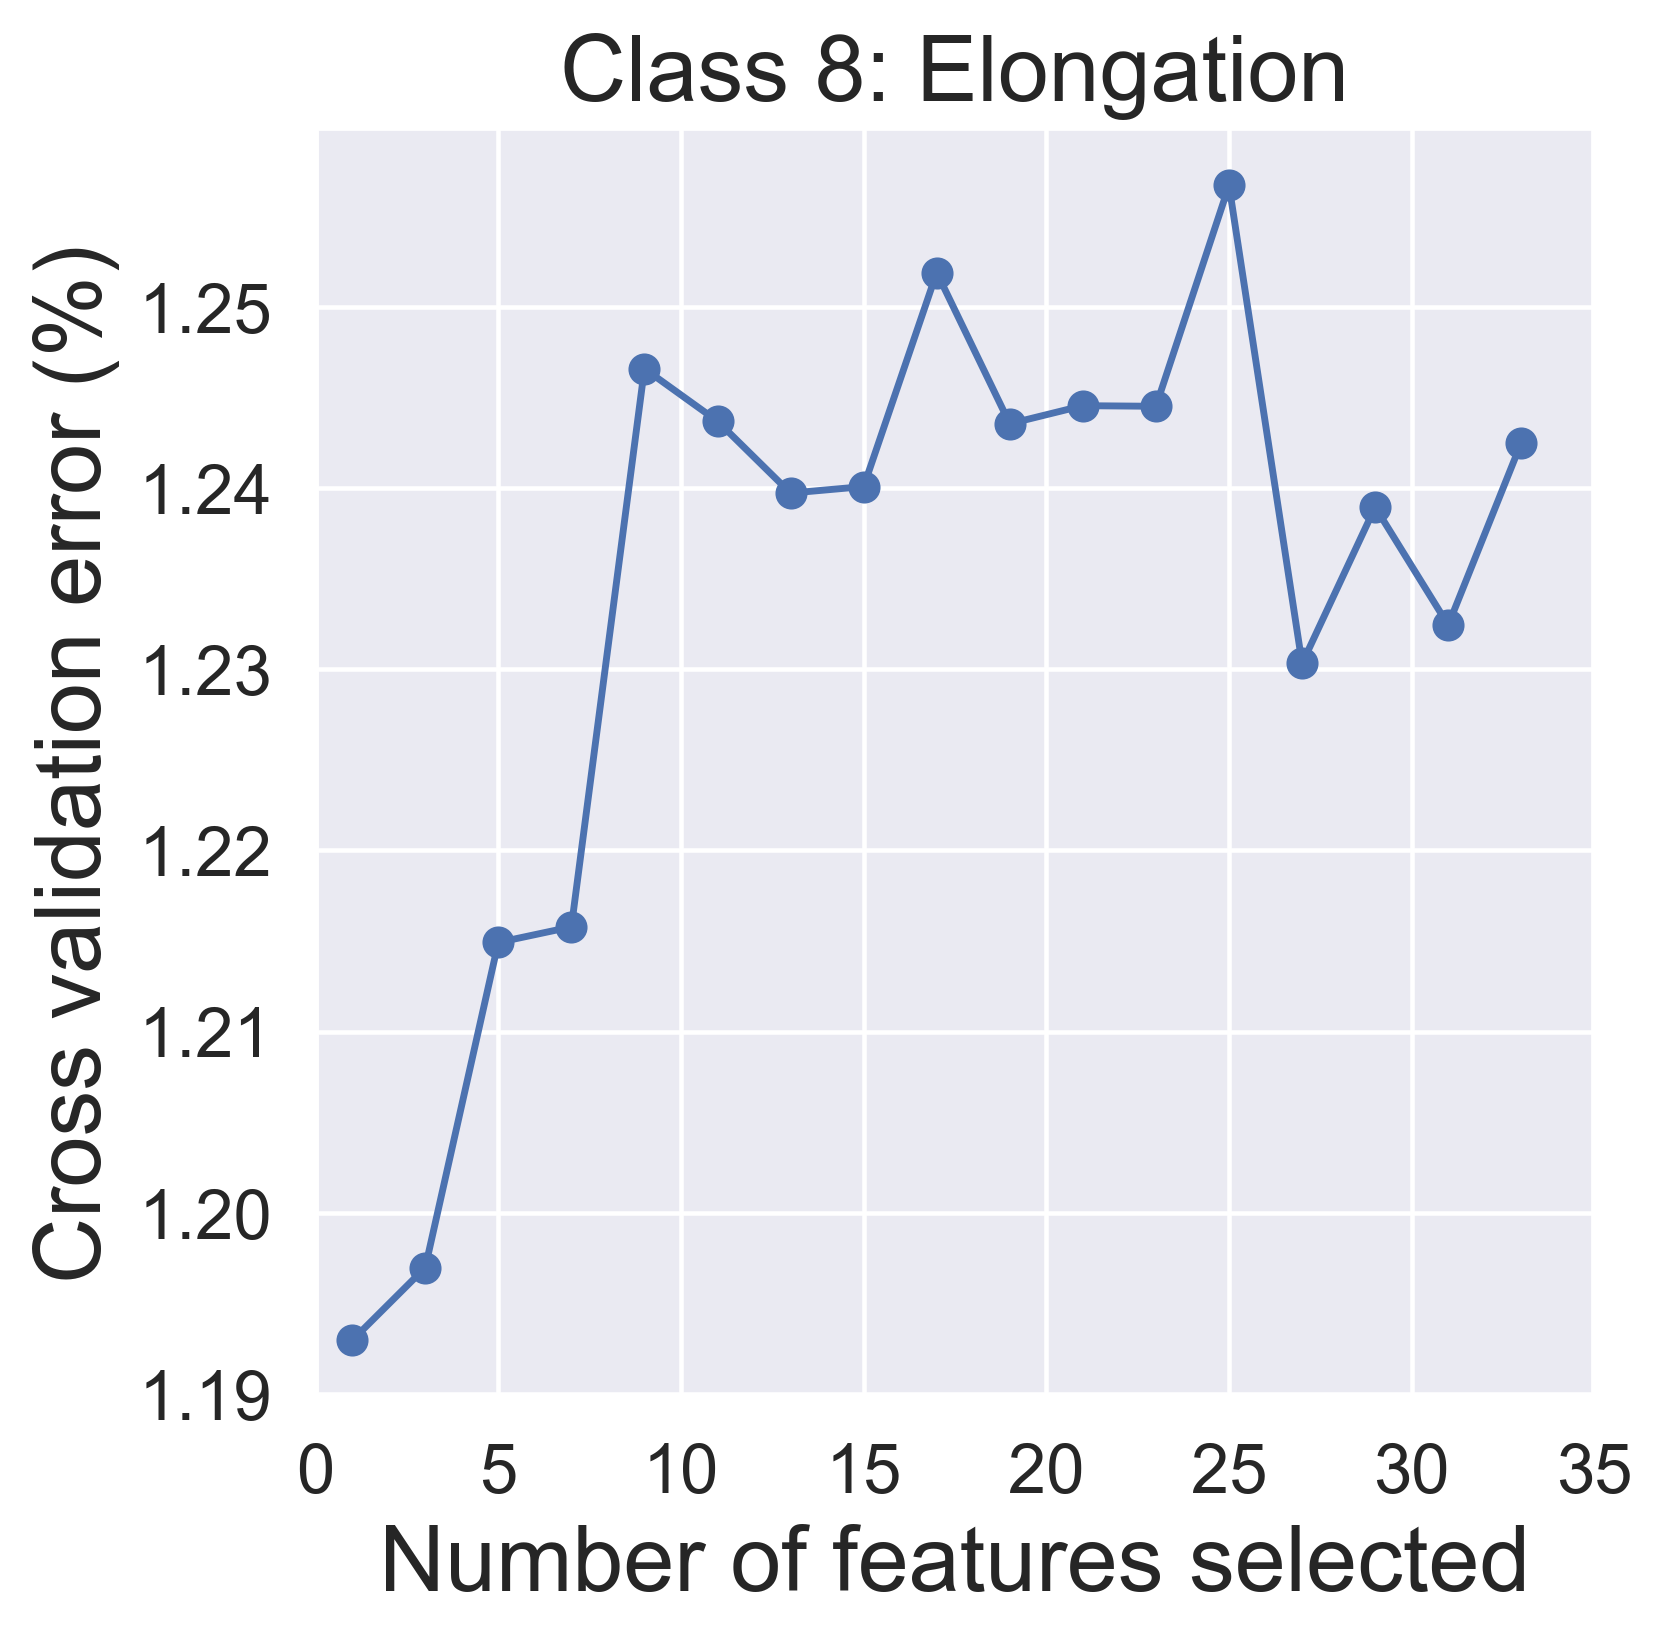 Class 8: Elongation
Cross validation error (%)
1.25
1.24
1.23
1.22
1.21
1.20
1.19
0 5 10 15 20 25 30 35
Number of features selected